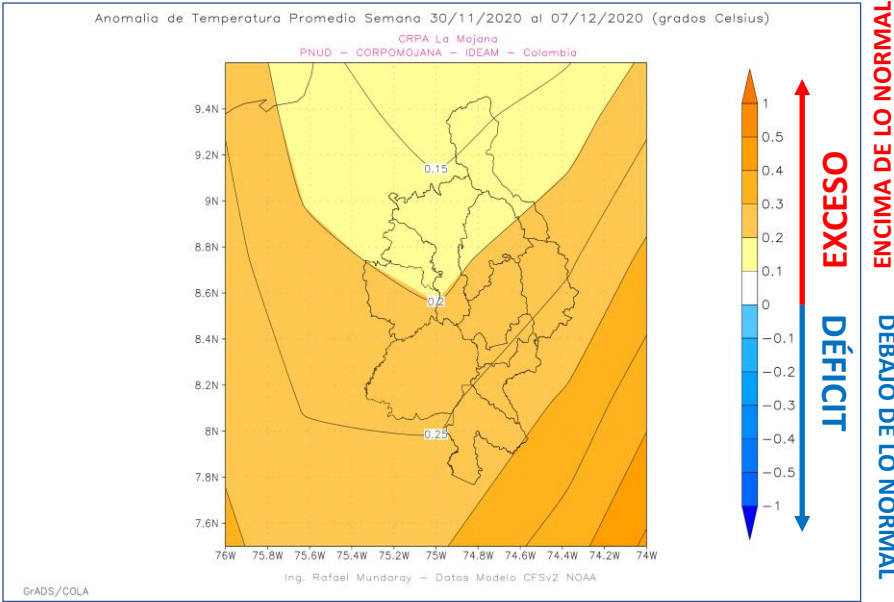 Anomalia de Temperatura Promedio Semana 30/11/2020 al 07/12/2020 (grados Celsius)
CRPA La Mojana
PNUD – CORPOMOJANA – IDEAM – Colombia
9.4N
9.2N
9N
8.8N
8.6N
8.4N
8.2N
8N
7.8N
7.6N
0.15
0.2
0.25
76W 75.8W 75.6W 75.4W 75.2W 75W 74.8W 74.6W 74.4W 74.2W 74W
Ing. Rafael Mundaray – Datos Modelo CFSv2 NOAA
GrADS/COLA
1
0.5
0.4
0.3
0.2
0.1
0
-0.1
-0.2
-0.3
-0.4
-0.5
-1
EXCESO
DÉFICIT
ENCIMA DE LO NORMAL
DEBAJO DE LO NORMAL